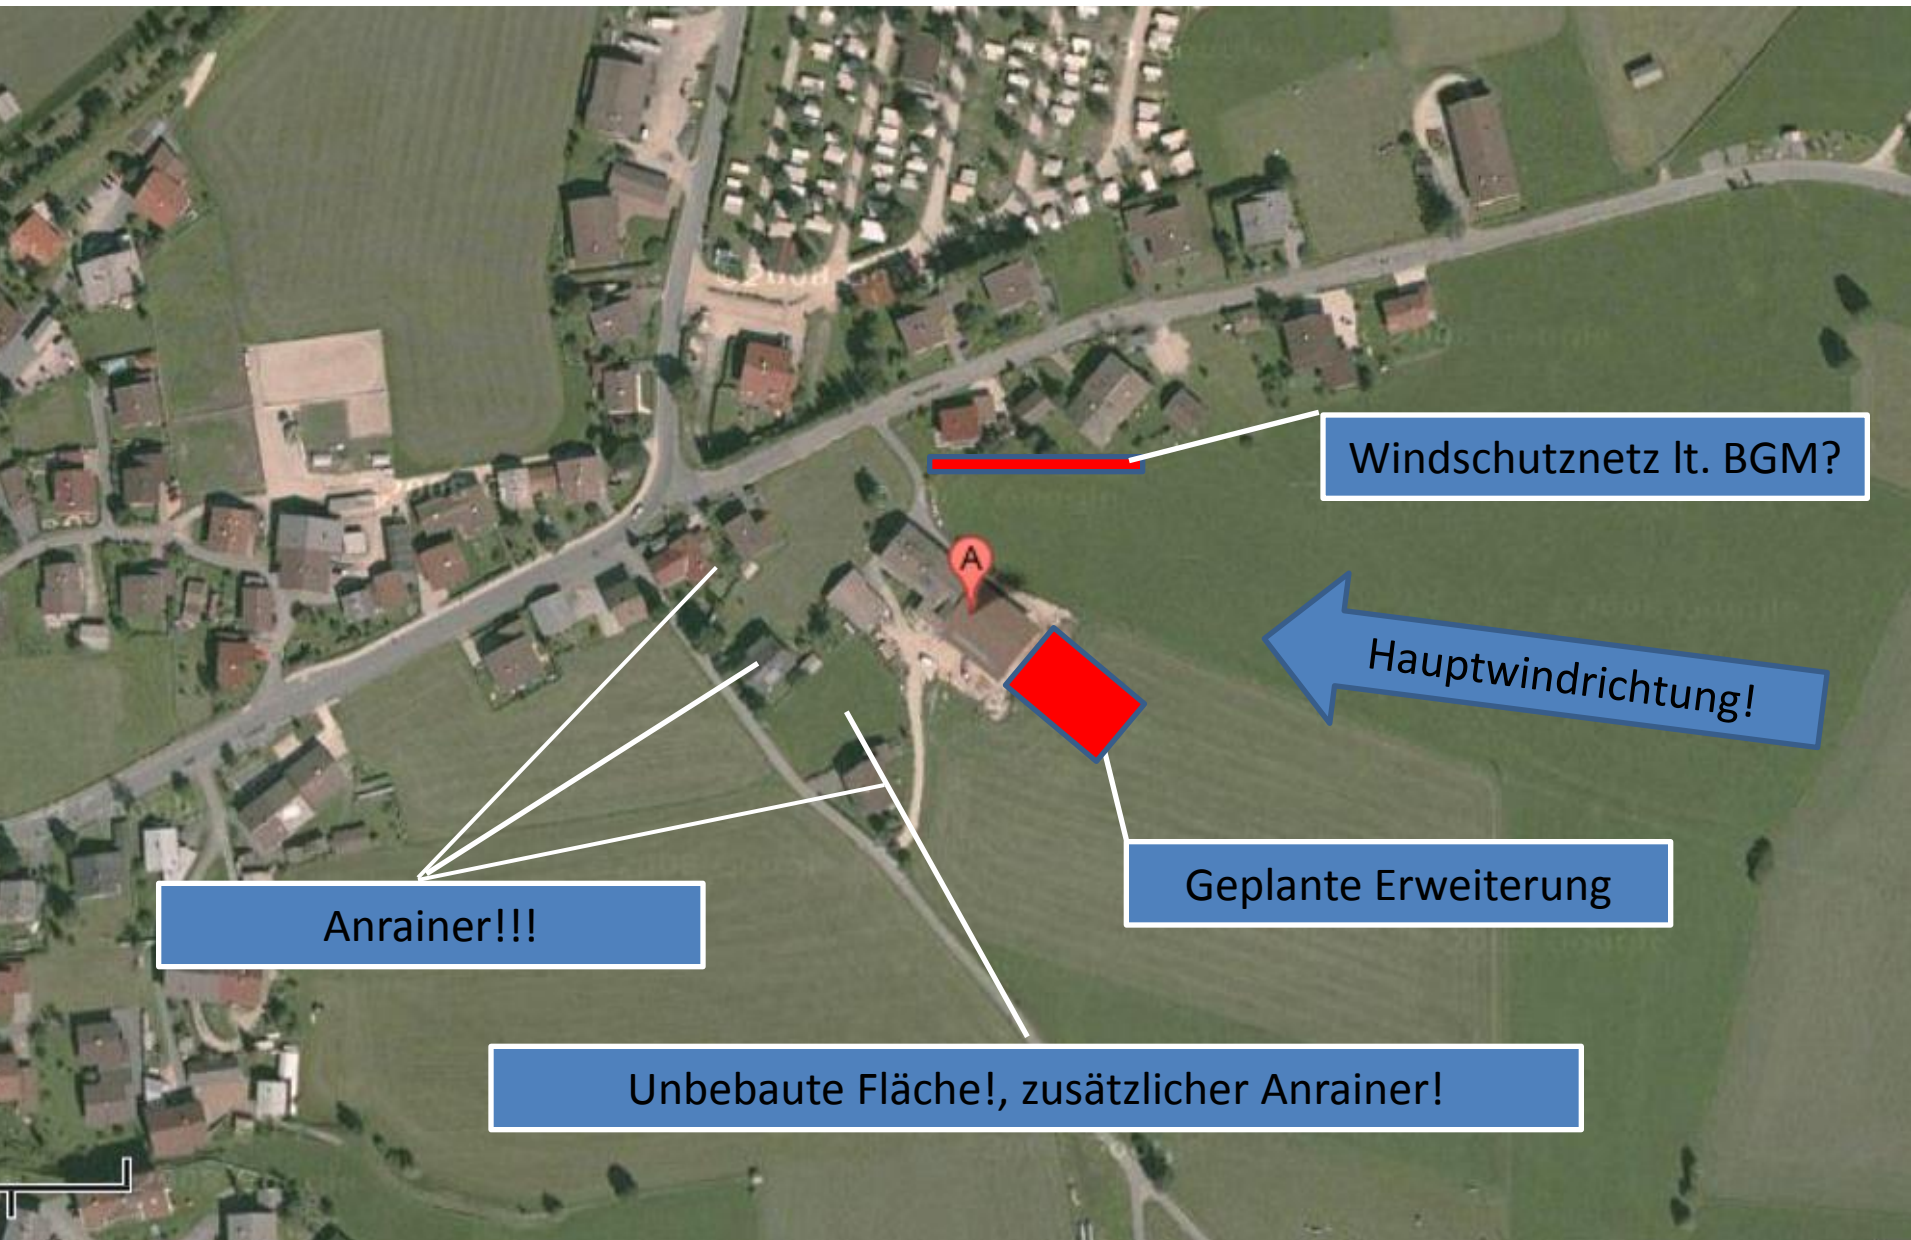 Windschutznetz lt. BGM?
A
Hauptwindrichtung!
Geplante Erweiterung
Anrainer!!!
Unbebaute Fläche!, zusätzlicher Anrainer!